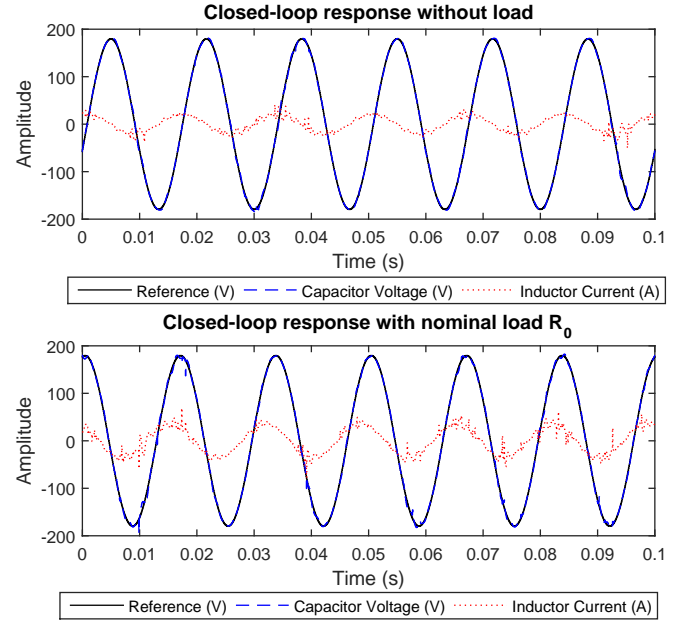 Closed-loop response without load
200
100
0
-100
-200
Amplitude
0 0.01 0.02 0.03 0.04 0.05 0.06 0.07 0.08 0.09 0.1
Time (s)
Reference (V) Capacitor Voltage (V) Inductor Current (A)
Closed-loop response with nominal load R0
200
100
0
-100
-200
Amplitude
0 0.01 0.02 0.03 0.04 0.05 0.06 0.07 0.08 0.09 0.1
Time (s)
Reference (V) Capacitor Voltage (V) Inductor Current (A)